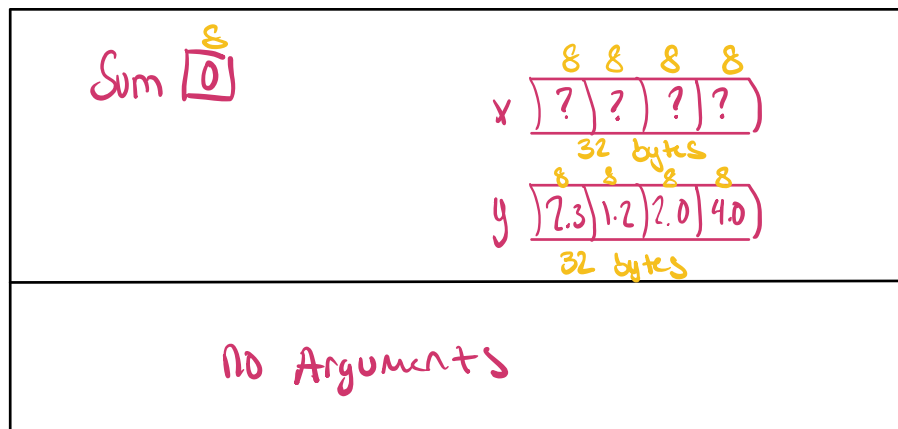 8
Sum 0
8 8 8 8
x ? ? ? ?
32 bytes
8 8 8 8
y 2.3 1.2 2.0 4.0
32 bytes
No Arguments